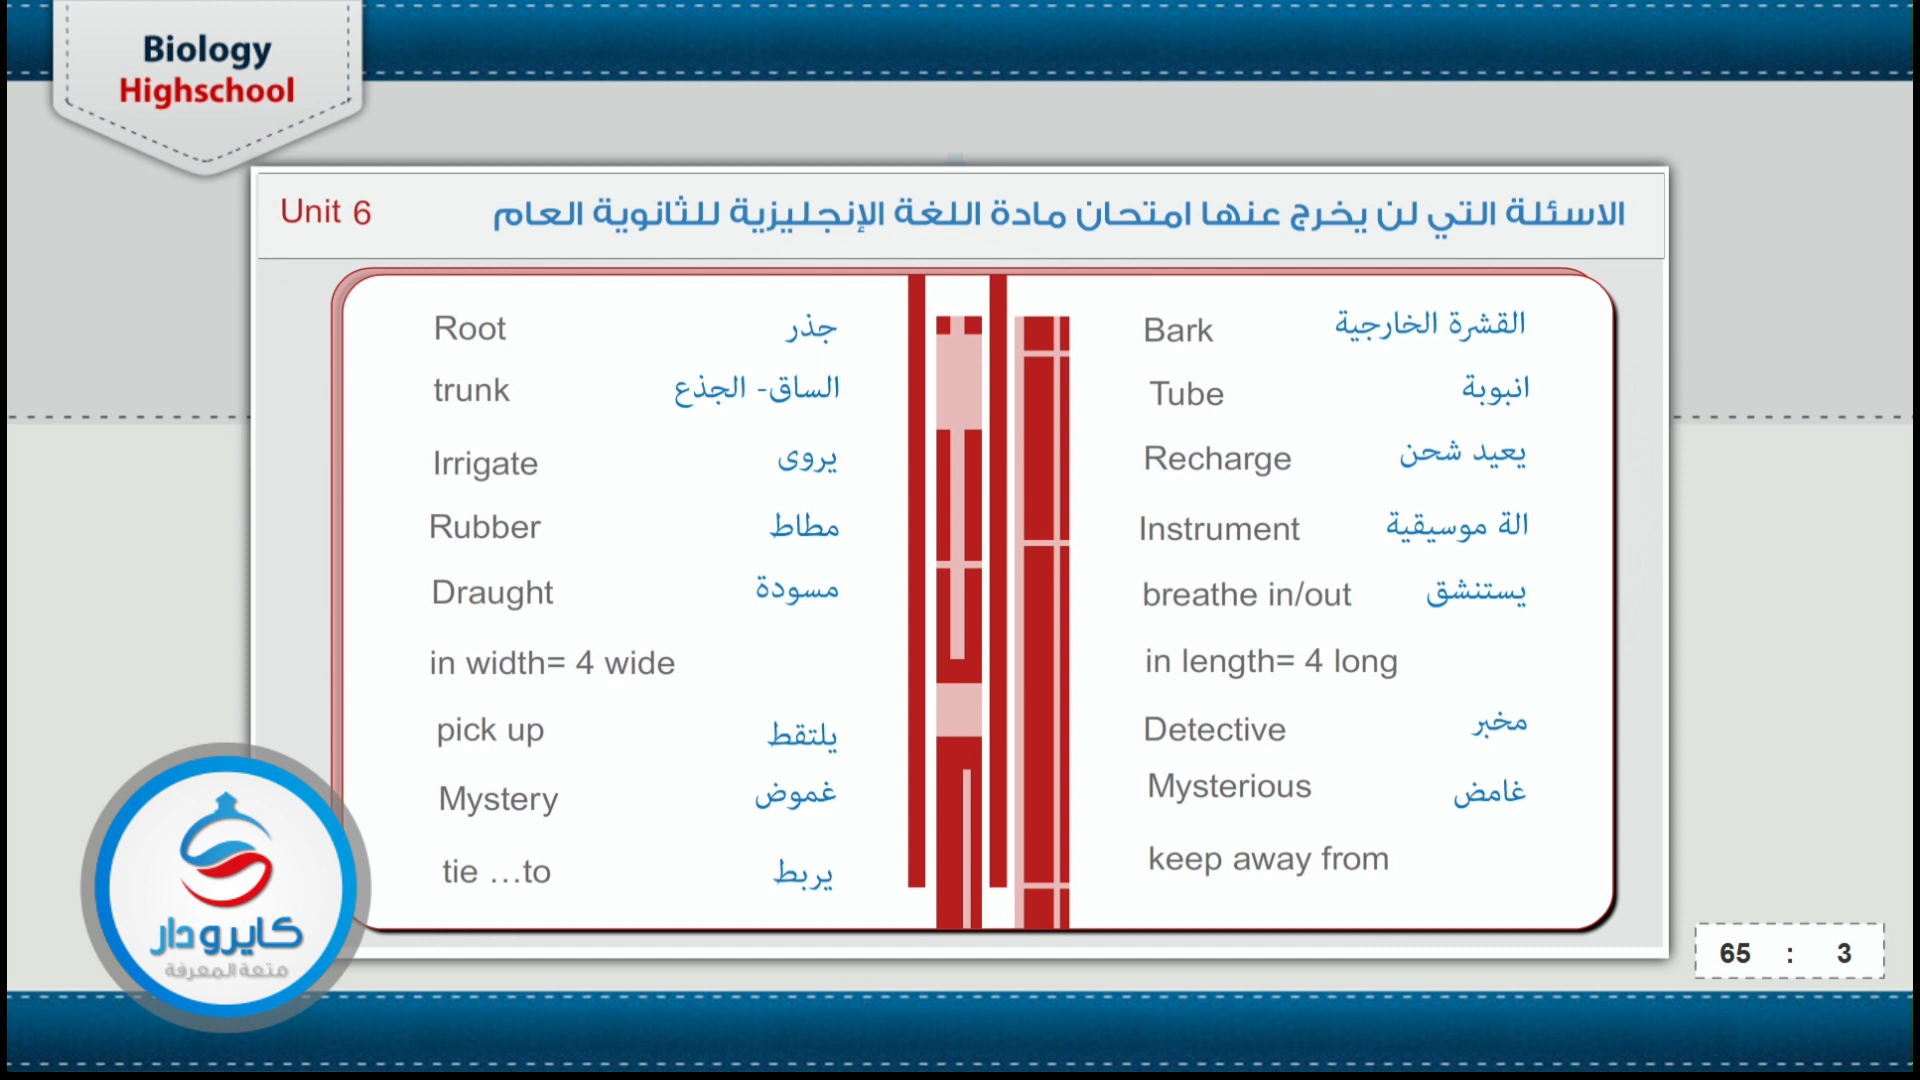 Biology
Highschool
Unit 6
الاسئلة التي لن يخرج عنها امتحان مادة اللغة الإنجليزية للثانوية العام
Root جذر
trunk الساق- الجذع
Irrigate يروى
Rubber مطاط
Draught مسودة
in width= 4 wide
pick up يلتقط
Mystery غموض
tie …to يربط
Bark القشرة الخارجية
Tube انبوبة
Recharge يعيد شحن
Instrument الة موسيقية
breathe in/out يستنشق
in length= 4 long
Detective مخبر
Mysterious غامض
keep away from
كايرودار
متعة المعرفة
65 : 3